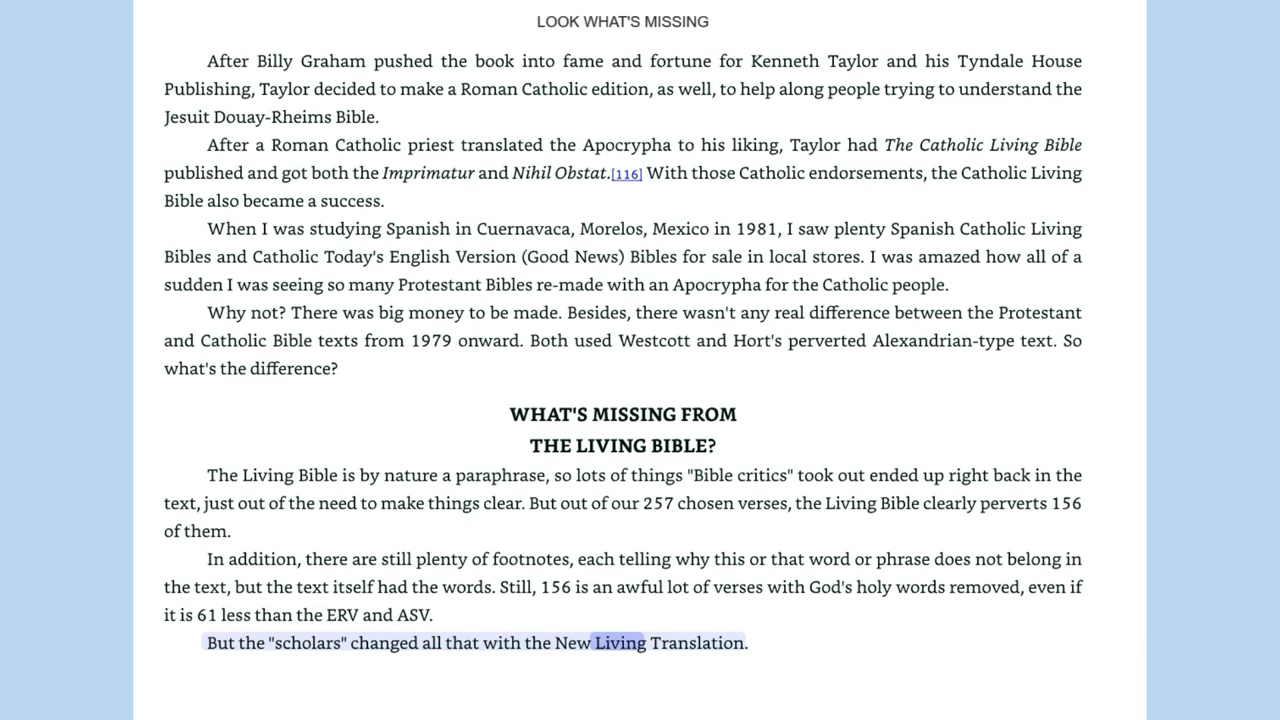 LOOK WHAT'S MISSING
After Billy Graham pushed the book into fame and fortune for Kenneth Taylor and his Tyndale House
Publishing, Taylor decided to make a Roman Catholic edition, as well, to help along people trying to understand the
Jesuit Douay-Rheims Bible.
After a Roman Catholic priest translated the Apocrypha to his liking, Taylor had The Catholic Living Bible
published and got both the Imprimatur and Nihil Obstat.[116] With those Catholic endorsements, the Catholic Living
Bible also became a success.
When I was studying Spanish in Cuernavaca, Morelos, Mexico in 1981, I saw plenty Spanish Catholic Living
Bibles and Catholic Today's English Version (Good News) Bibles for sale in local stores. I was amazed how all of a
sudden I was seeing so many Protestant Bibles re-made with an Apocrypha for the Catholic people.
Why not? There was big money to be made. Besides, there wasn't any real difference between the Protestant
and Catholic Bible texts from 1979 onward. Both used Westcott and Hort's perverted Alexandrian-type text. So
what's the difference?
WHAT'S MISSING FROM
THE LIVING BIBLE?
The Living Bible is by nature a paraphrase, so lots of things "Bible critics" took out ended up right back in the
text, just out of the need to make things clear. But out of our 257 chosen verses, the Living Bible clearly perverts 156
of them.
In addition, there are still plenty of footnotes, each telling why this or that word or phrase does not belong in
the text, but the text itself had the words. Still, 156 is an awful lot of verses with God's holy words removed, even if
it is 61 less than the ERV and ASV.
But the "scholars" changed all that with the New Living Translation.